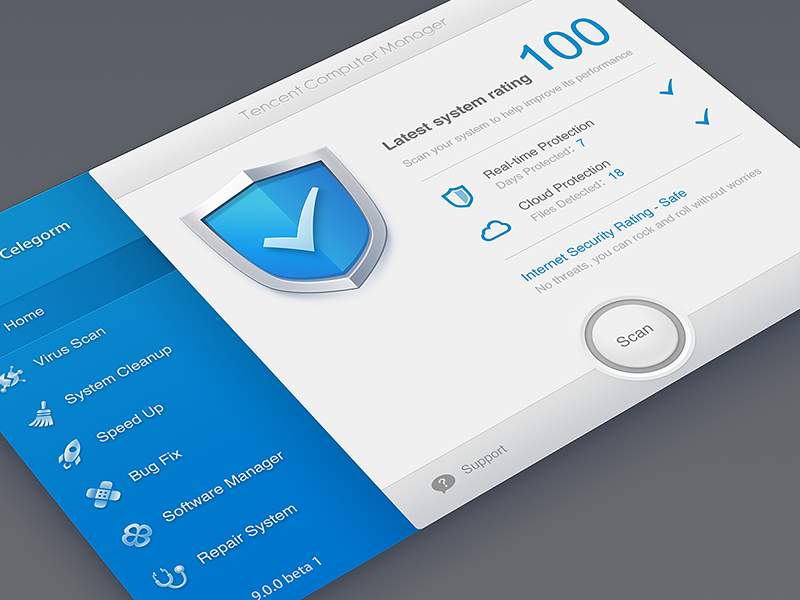 Tencent Computer Manager
Celegorm
Home
Virus Scan
System Cleanup
Speed Up
Bug Fix
Software Manager
Repair System
9.0.0 beta 1
Latest system rating 100
Scan your system to help improve its performance
Real-time Protection
Days Protected: 7
Cloud Protection
Files Detected: 18
Internet Security Rating - Safe
No threats, you can rock and roll without worries
Scan
? Support